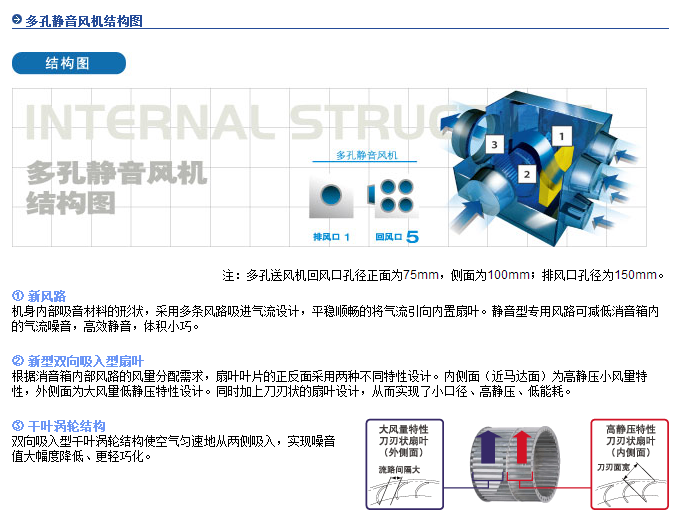 多孔静音风机结构图
结构图
INTERNAL STRUC
多孔静音风机
结构图
多孔静音风机
排风口 1
回风口 5
1
2
3
注：多孔送风机回风口孔径正面为75mm，侧面为100mm；排风口孔径为150mm。
① 新风路
机身内部吸音材料的形状，采用多条风路吸进气流设计，平稳顺畅的将气流引向内置扇叶。静音型专用风路可减低消音箱内
的气流噪音，高效静音，体积小巧。
② 新型双向吸入型扇叶
根据消音箱内部风路的风量分配需求，扇叶叶片的正反面采用两种不同特性设计。内侧面（近马达面）为高静压小风量特
性，外侧面为大风量低静压特性设计。同时加上刀刃状的扇叶设计，从而实现了小口径、高静压、低能耗。
③ 千叶涡轮结构
双向吸入型千叶涡轮结构使空气匀速地从两侧吸入，实现噪音
值大幅度降低、更轻巧化。
大风量特性
刀刃状扇叶
（外侧面）
流路间隔大
高静压特性
刀刃状扇叶
（内侧面）
刀刃面宽